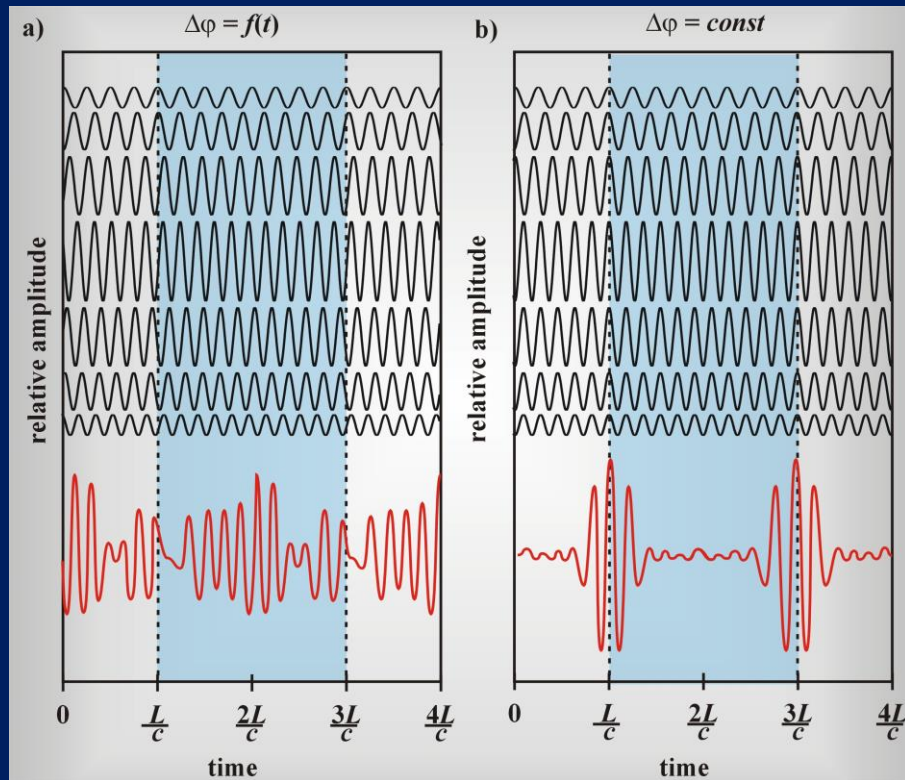 a)
Δφ = f(t)
relative amplitude
0
L/c
2L/c
3L/c
4L/c
time
b)
Δφ = const
relative amplitude
0
L/c
2L/c
3L/c
4L/c
time